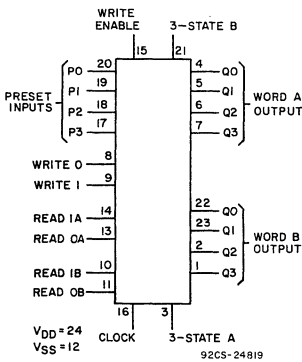 WRITE ENABLE
3-STATE B
15
21
PRESET INPUTS
P0 20
P1 19
P2 18
P3 17
4 Q0
5 Q1
6 Q2
7 Q3
WORD A OUTPUT
WRITE 0 8
WRITE 1 9
READ 1A 14
READ 0A 13
READ 1B 10
READ 0B 11
22 Q0
23 Q1
2 Q2
1 Q3
WORD B OUTPUT
16
3
VDD=24
VSS=12
CLOCK
3-STATE A
92CS-24819